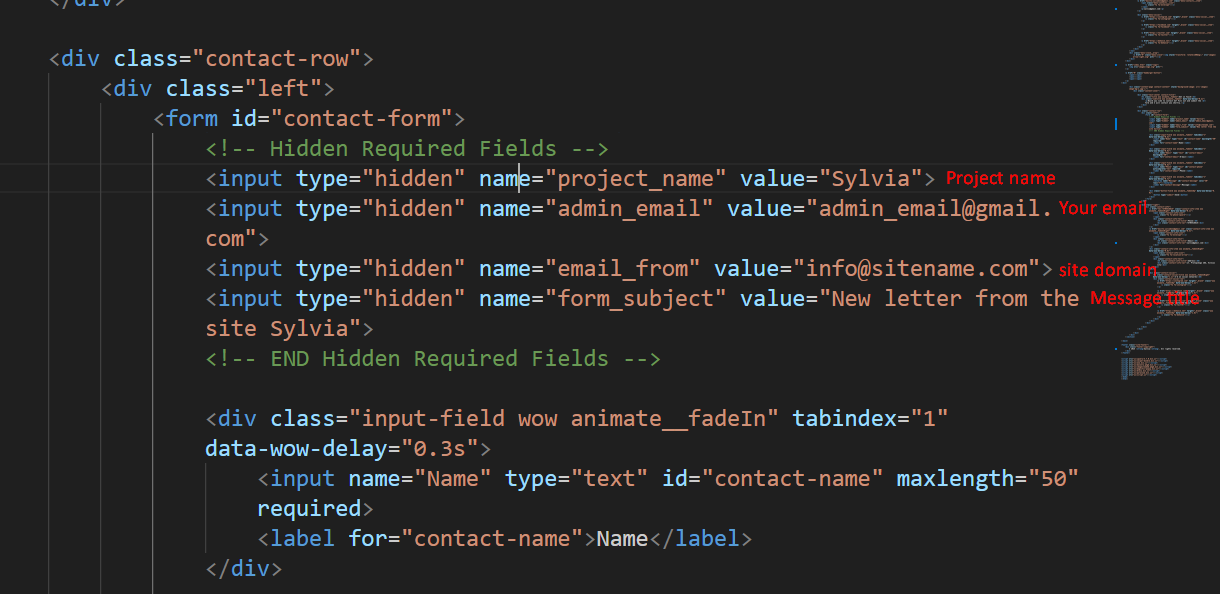 </div>
<div class="contact-row">
<div class="left">
<form id="contact-form">
<!-- Hidden Required Fields -->
<input type="hidden" name="project_name" value="Sylvia"> Project name
<input type="hidden" name="admin_email" value="admin_email@gmail. Your email
com">
<input type="hidden" name="email_from" value="info@sitename.com"> site domain
<input type="hidden" name="form_subject" value="New letter from the Message title
site Sylvia">
<!-- END Hidden Required Fields -->
<div class="input-field wow animate__fadeIn" tabindex="1"
data-wow-delay="0.3s">
<input name="Name" type="text" id="contact-name" maxlength="50"
required>
<label for="contact-name">Name</label>
</div>